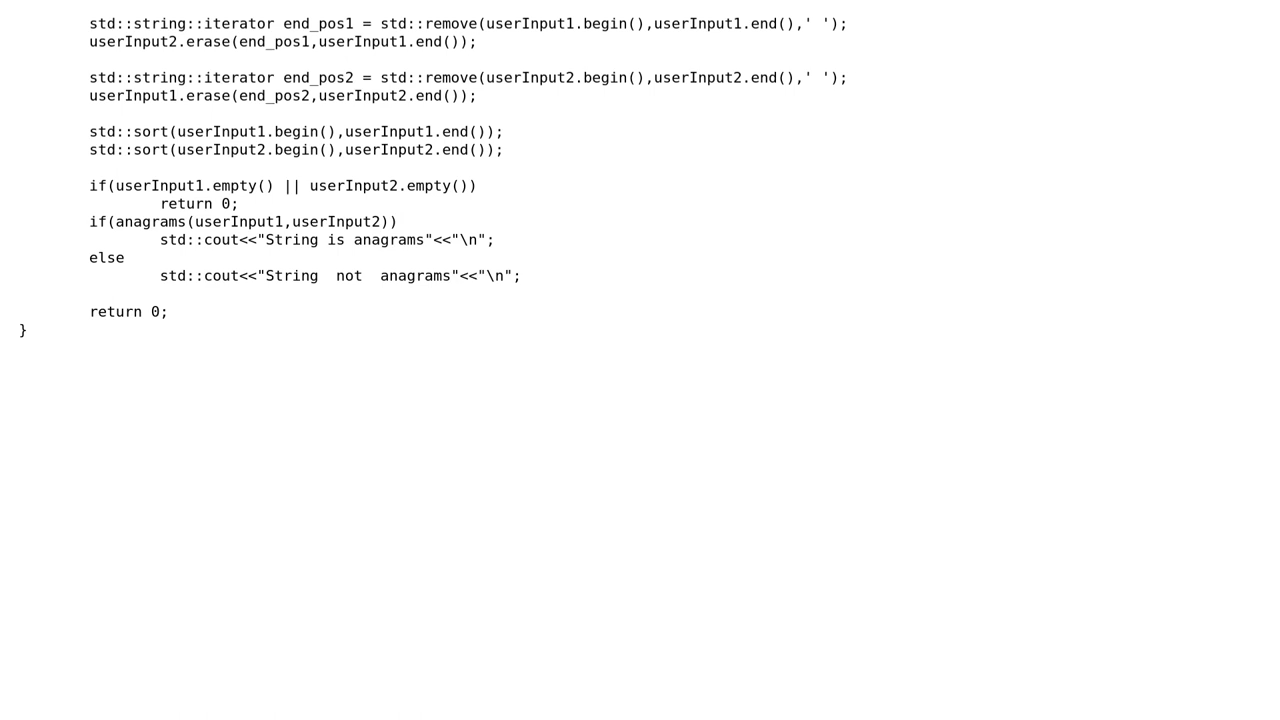 std::string::iterator end_pos1 = std::remove(userInput1.begin(),userInput1.end(),' ');
userInput2.erase(end_pos1,userInput1.end());
std::string::iterator end_pos2 = std::remove(userInput2.begin(),userInput2.end(),' ');
userInput1.erase(end_pos2,userInput2.end());
std::sort(userInput1.begin(),userInput1.end());
std::sort(userInput2.begin(),userInput2.end());
if(userInput1.empty() || userInput2.empty())
return 0;
if(anagrams(userInput1,userInput2))
std::cout<<"String is anagrams"<<"\n";
else
std::cout<<"String  not  anagrams"<<"\n";
return 0;
}